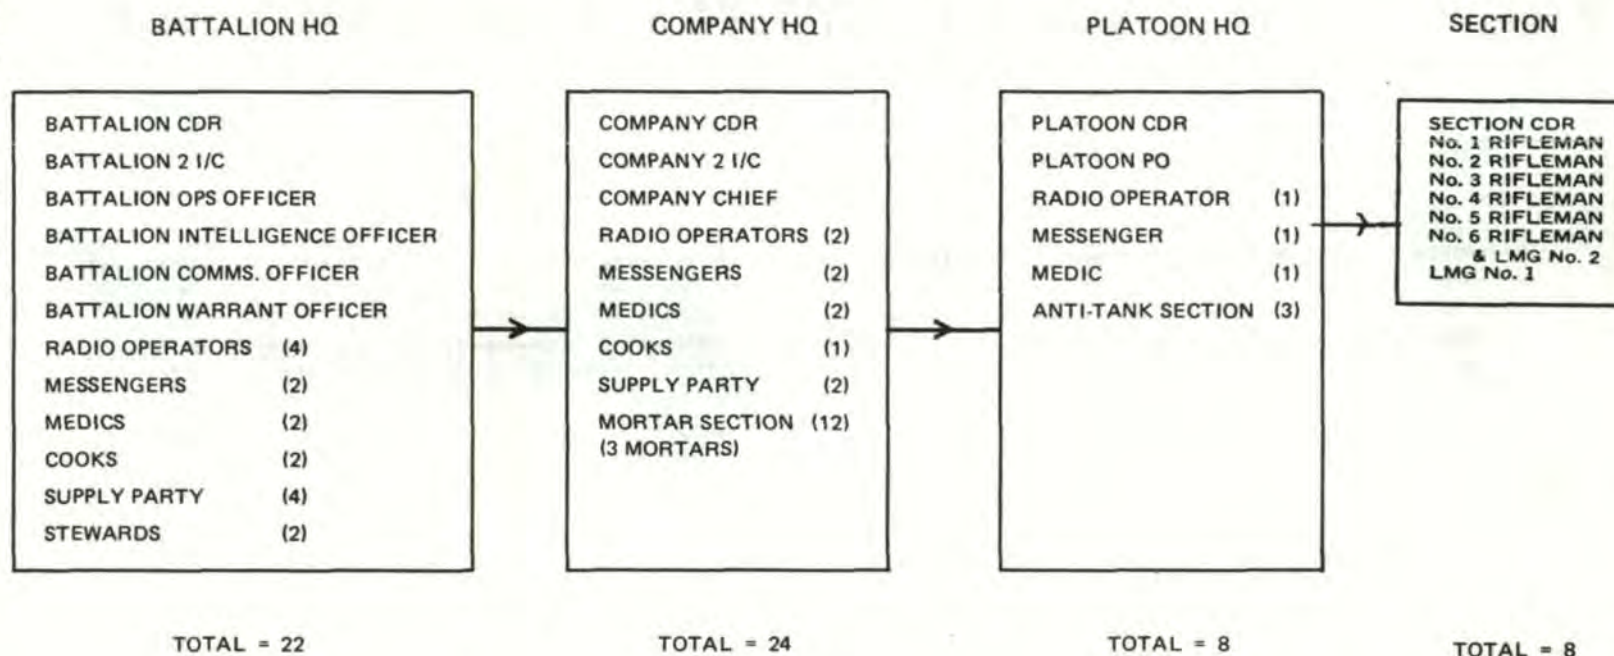 BATTALION HQ
BATTALION CDR
BATTALION 2 I/C
BATTALION OPS OFFICER
BATTALION INTELLIGENCE OFFICER
BATTALION COMMS. OFFICER
BATTALION WARRANT OFFICER
RADIO OPERATORS (4)
MESSENGERS (2)
MEDICS (2)
COOKS (2)
SUPPLY PARTY (4)
STEWARDS (2)
TOTAL = 22
COMPANY HQ
COMPANY CDR
COMPANY 2 I/C
COMPANY CHIEF
RADIO OPERATORS (2)
MESSENGERS (2)
MEDICS (2)
COOKS (1)
SUPPLY PARTY (2)
MORTAR SECTION (12)
(3 MORTARS)
TOTAL = 24
PLATOON HQ
PLATOON CDR
PLATOON PO
RADIO OPERATOR (1)
MESSENGER (1)
MEDIC (1)
ANTI-TANK SECTION (3)
TOTAL = 8
SECTION
SECTION CDR
No. 1 RIFLEMAN
No. 2 RIFLEMAN
No. 3 RIFLEMAN
No. 4 RIFLEMAN
No. 5 RIFLEMAN
No. 6 RIFLEMAN
& LMG No. 2
LMG No. 1
TOTAL = 8